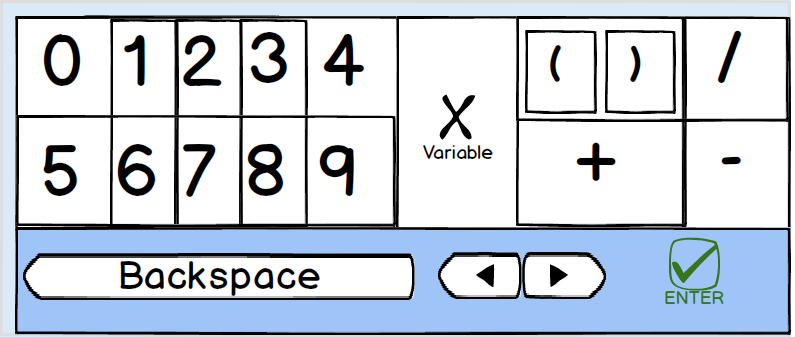 0 1 2 3 4
( ) /
5 6 7 8 9
X
Variable
+ -
Backspace
ENTER